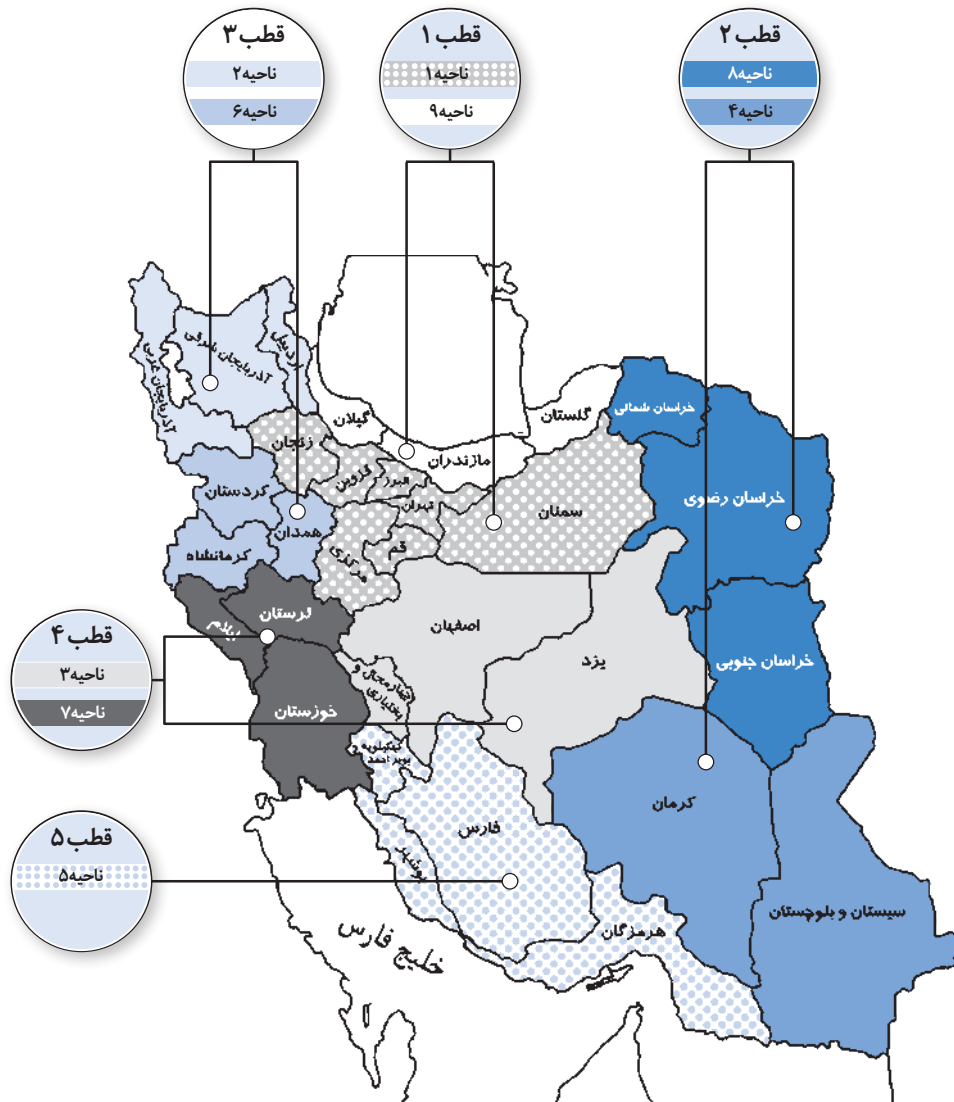 قطب ۳
ناحیه۲
ناحیه۶
قطب ۱
ناحیه۱
ناحیه۹
قطب ۲
ناحیه۸
ناحیه۴
آذربایجان غربی
آذربایجان شرقی
اردبیل
گیلان
مازندران
گلستان
خراسان شمالی
خراسان رضوی
زنجان
قزوین
البرز
تهران
سمنان
کردستان
همدان
کرمانشاه
مرکزی
قم
قطب ۴
ناحیه۳
ناحیه۷
ایلام
لرستان
خوزستان
اصفهان
چهارمحال و
بختیاری
یزد
خراسان جنوبی
کهکیلویه و
بویر احمد
قطب ۵
ناحیه۵
فارس
بوشهر
کرمان
هرمزگان
سیستان و بلوچستان
خلیج فارس